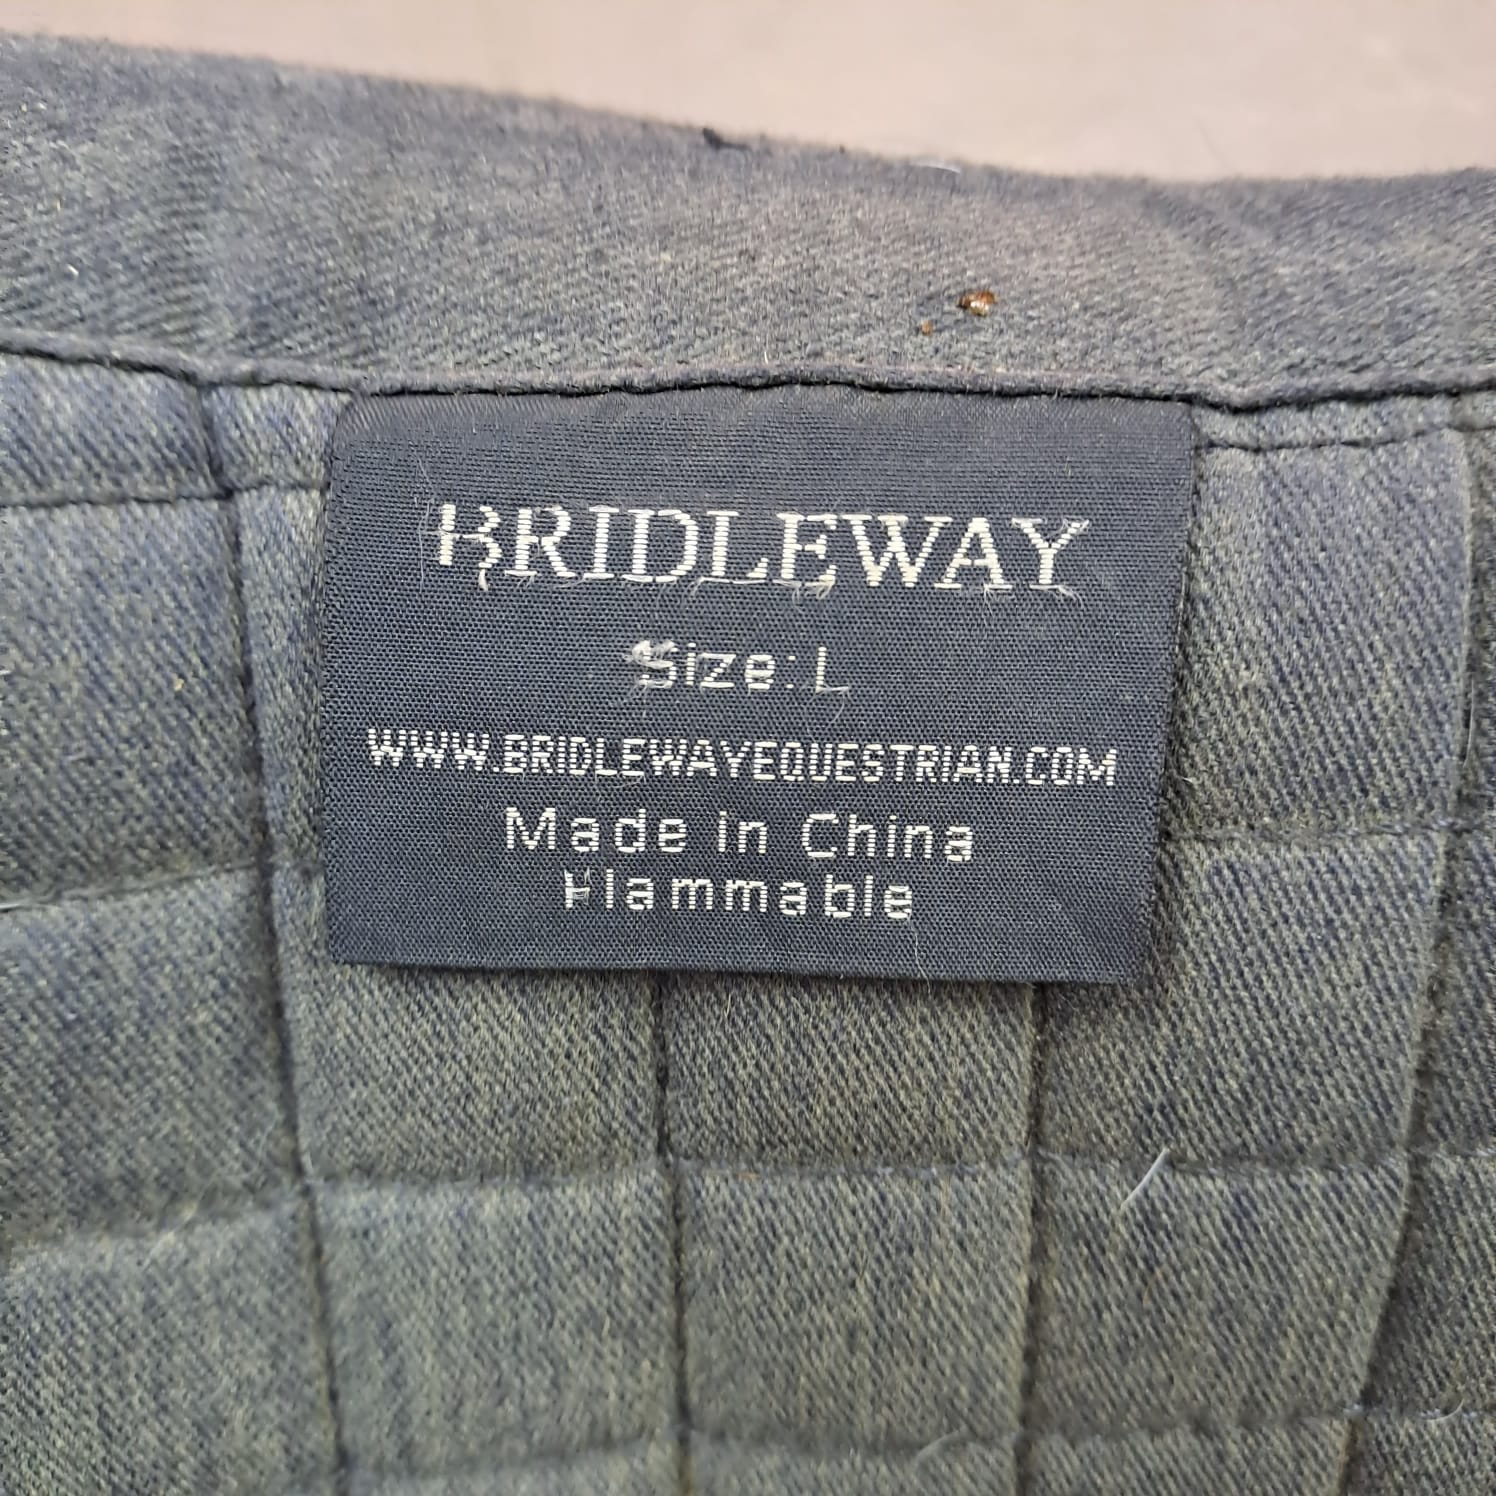 BRIDLEWAY
Size: L
WWW.BRIDLEWAYEQUESTRIAN.COM
Made In China
Flammable